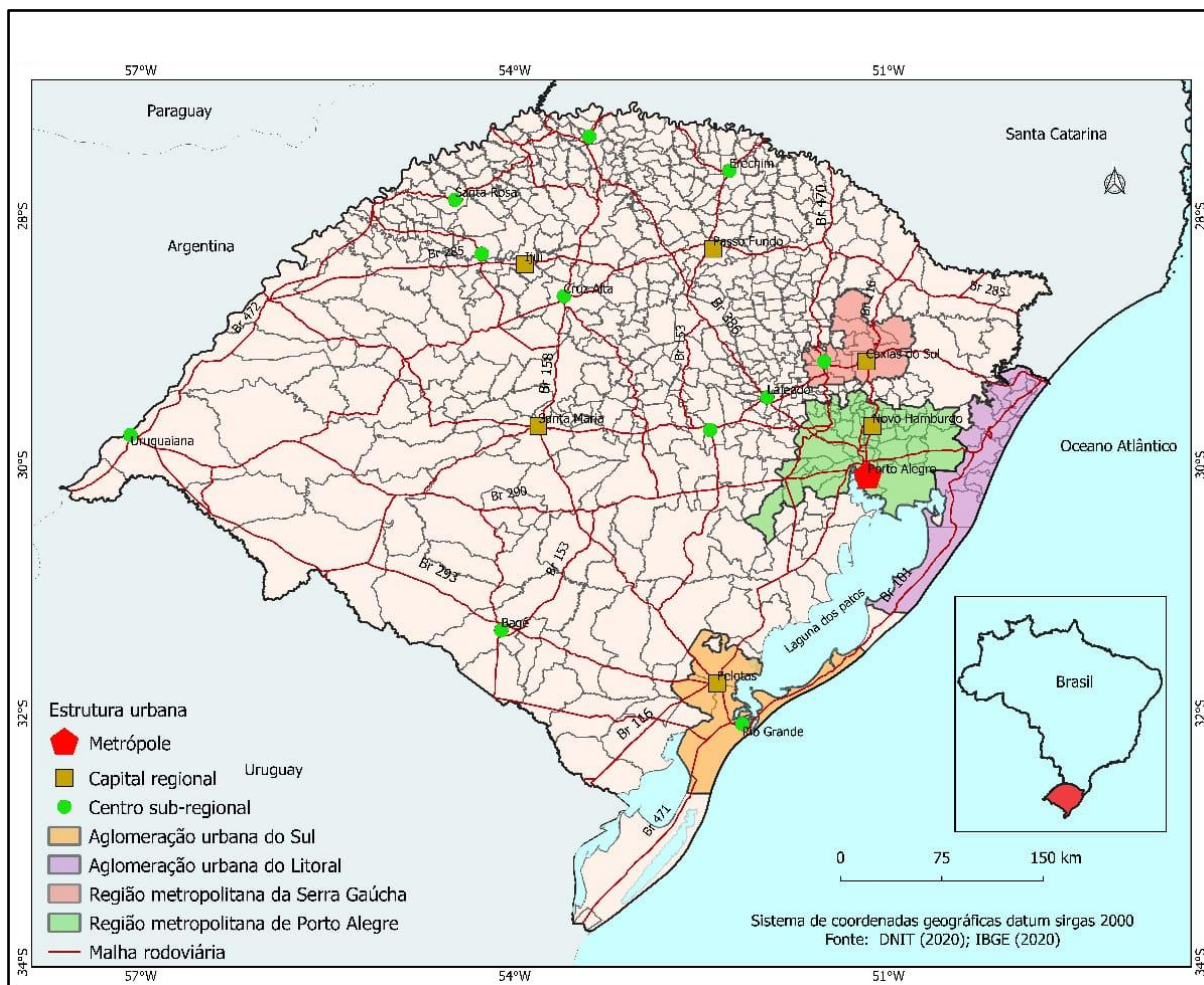 57°W
54°W
51°W
Paraguay
Santa Catarina
Erechim
Santa Rosa
28°S
28°S
Br 470
Argentina
Passo Fundo
Br 285
Ijuí
Br 285
Cruz Alta
Br 116
Br 472
Br 386
Br 153
Caxias do Sul
Br 158
Lajeado
Santa Maria
Novo Hamburgo
Uruguaiana
Oceano Atlântico
30°S
30°S
Porto Alegre
Br 290
Br 153
Br 293
Br 101
Laguna dos patos
Bagé
Pelotas
Brasil
Estrutura urbana
32°S
32°S
Br 116
Rio Grande
Metrópole
Uruguay
Capital regional
Centro sub-regional
Br 471
Aglomeração urbana do Sul
Aglomeração urbana do Litoral
0 75 150 km
Região metropolitana da Serra Gaúcha
Região metropolitana de Porto Alegre
Sistema de coordenadas geográficas datum sirgas 2000
Fonte: DNIT (2020); IBGE (2020)
Malha rodoviária
34°S
34°S
57°W
54°W
51°W